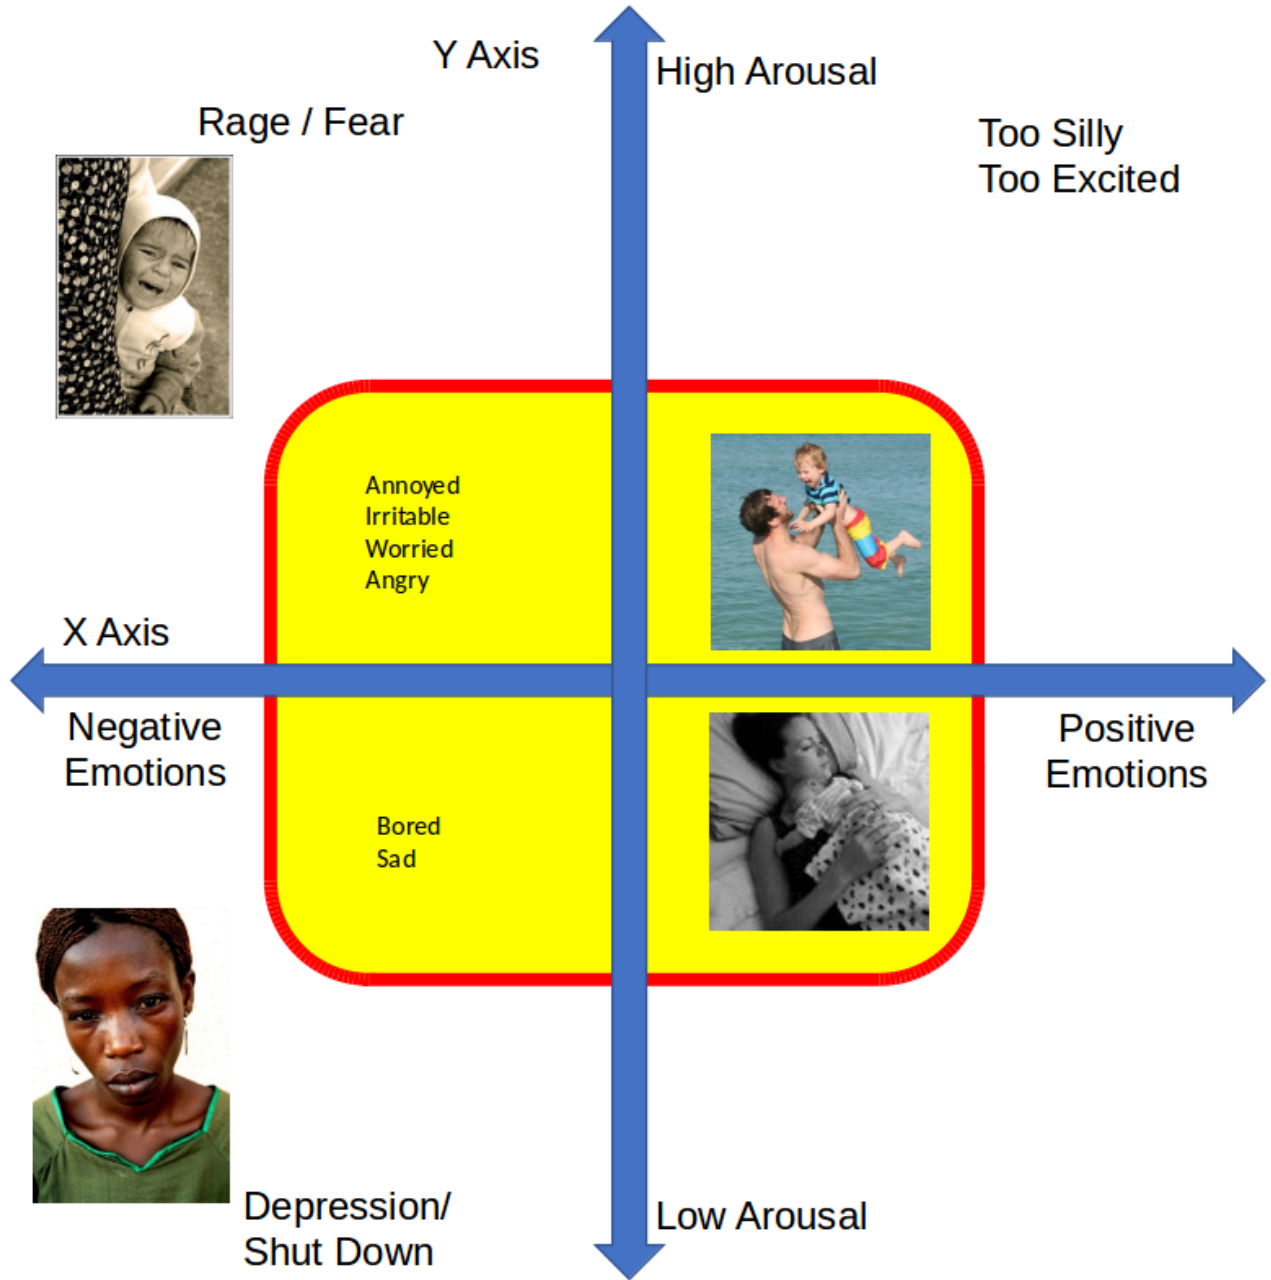 Y Axis
High Arousal
Rage / Fear
Too Silly
Too Excited
Annoyed
Irritable
Worried
Angry
X Axis
Negative
Emotions
Positive
Emotions
Bored
Sad
Depression/
Shut Down
Low Arousal